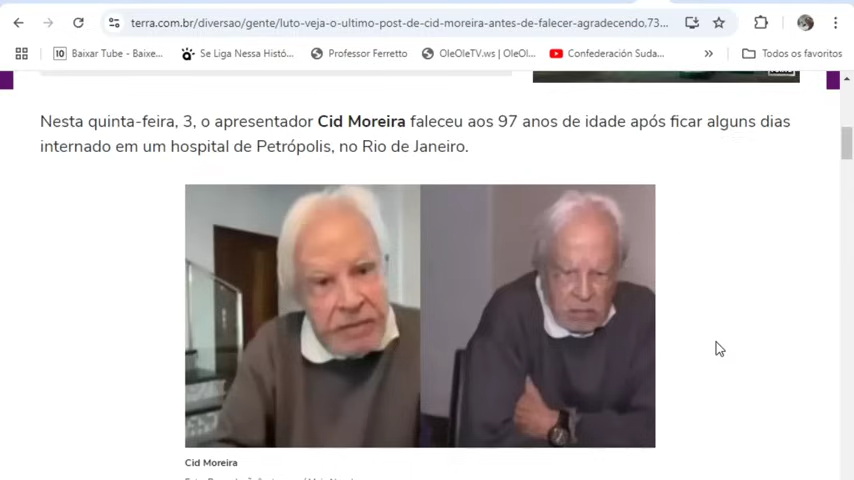 terra.com.br/diversao/gente/luto-veja-o-ultimo-post-de-cid-moreira-antes-de-falecer-agradecendo,73...
Baixar Tube - Baixe...
Se Liga Nessa Histó...
Professor Ferretto
OleOleTV.ws | OleOl...
Confederación Suda...
»
Todos os favoritos
Nesta quinta-feira, 3, o apresentador Cid Moreira faleceu aos 97 anos de idade após ficar alguns dias
internado em um hospital de Petrópolis, no Rio de Janeiro.
Cid Moreira